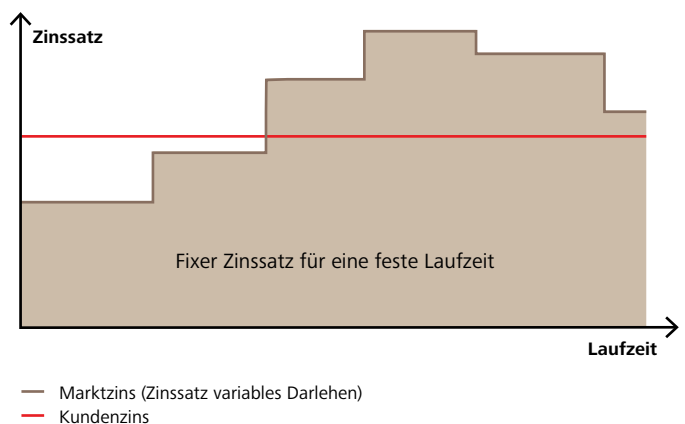 Zinssatz
Fixer Zinssatz für eine feste Laufzeit
Laufzeit
Marktzins (Zinssatz variables Darlehen)
Kundenzins